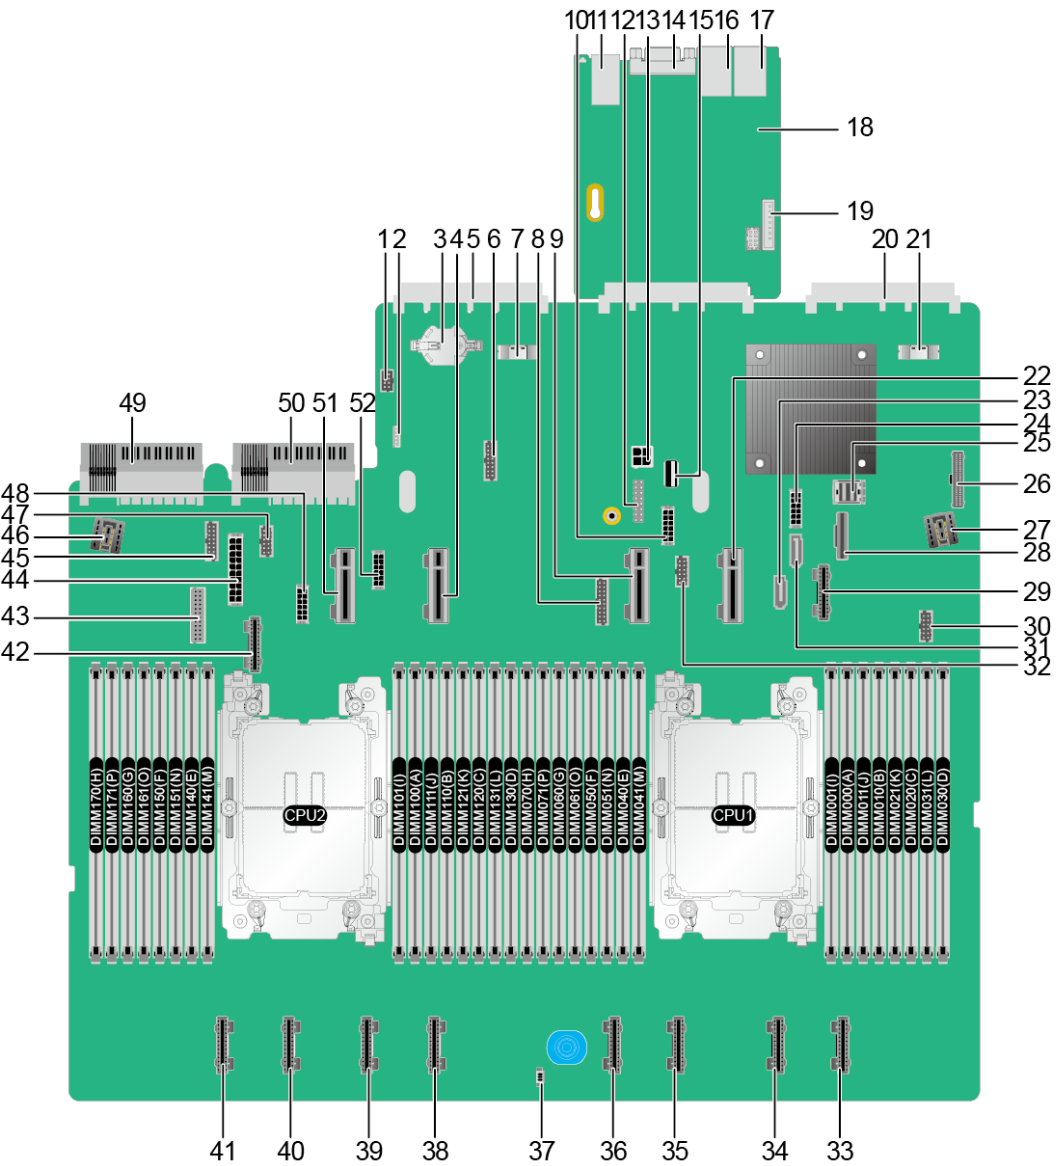 10 11 12 13 14 15 16 17
18
19
1 2 3 4 5 6 7 8 9 20 21
22
23
24
25
26
27
28
29
30
31
32
49 50 51 52
48
47
46
45
44
43
42
DIMM170(H)
DIMM171(P)
DIMM160(G)
DIMM161(O)
DIMM150(F)
DIMM151(N)
DIMM140(E)
DIMM141(M)
CPU2
DIMM101(I)
DIMM100(A)
DIMM111(J)
DIMM110(B)
DIMM121(K)
DIMM120(C)
DIMM131(L)
DIMM130(D)
DIMM070(H)
DIMM071(P)
DIMM060(G)
DIMM061(O)
DIMM050(F)
DIMM051(N)
DIMM040(E)
DIMM041(M)
CPU1
DIMM001(I)
DIMM000(A)
DIMM011(J)
DIMM010(B)
DIMM021(K)
DIMM020(C)
DIMM031(L)
DIMM030(D)
41 40 39 38 37 36 35 34 33